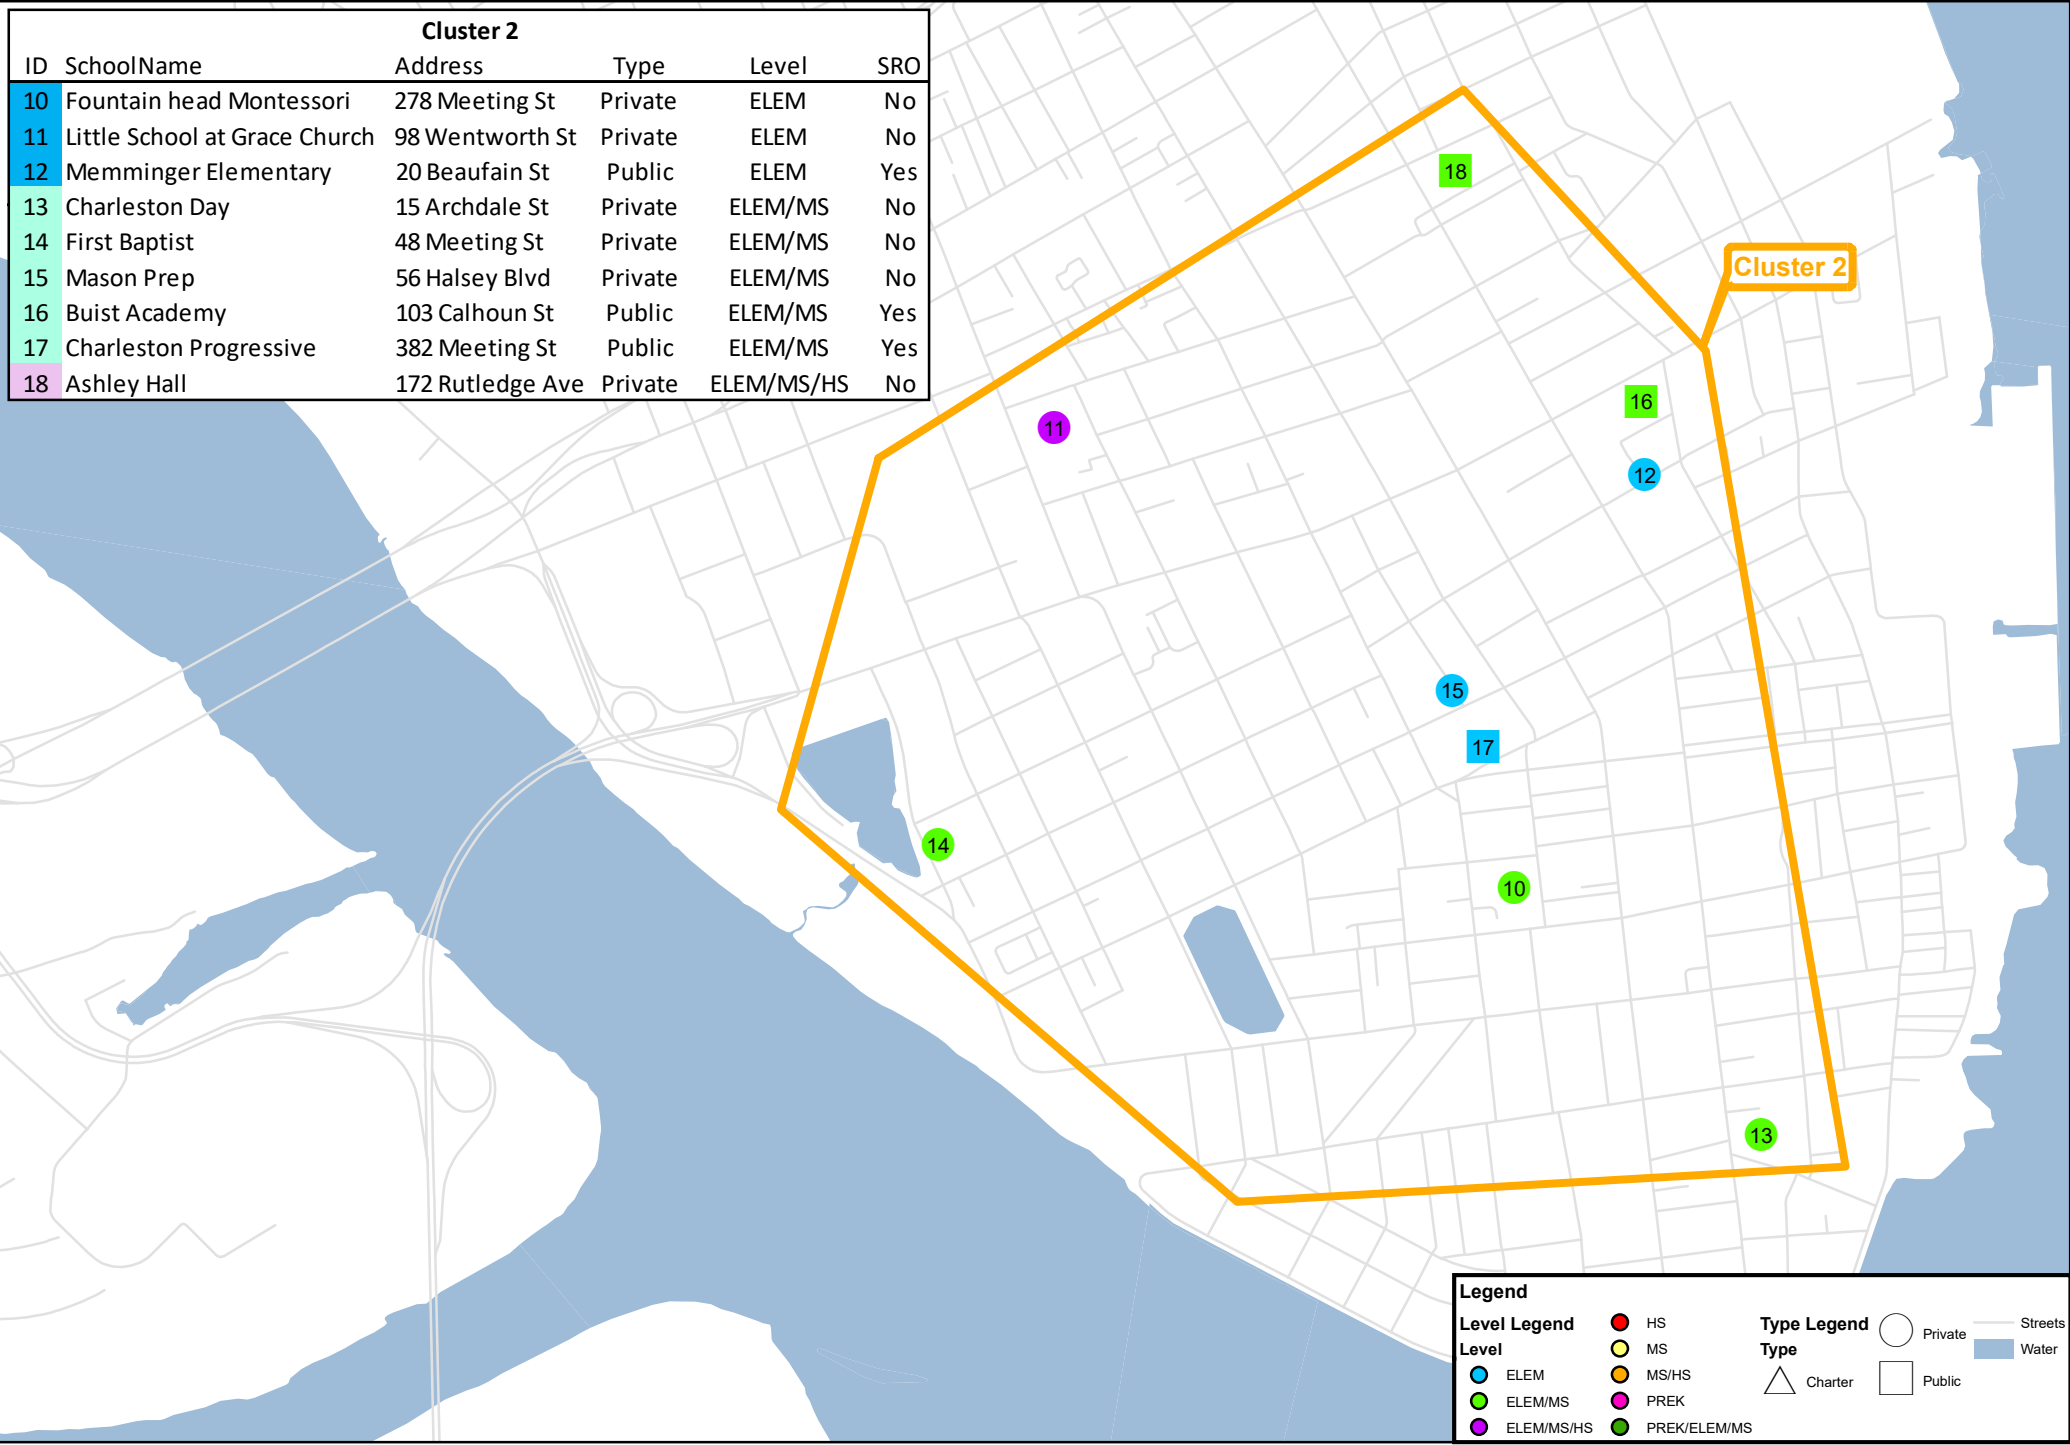 Cluster 2
ID SchoolName Address Type Level SRO
10 Fountain head Montessori 278 Meeting St Private ELEM No
11 Little School at Grace Church 98 Wentworth St Private ELEM No
12 Memminger Elementary 20 Beaufain St Public ELEM Yes
13 Charleston Day 15 Archdale St Private ELEM/MS No
14 First Baptist 48 Meeting St Private ELEM/MS No
15 Mason Prep 56 Halsey Blvd Private ELEM/MS No
16 Buist Academy 103 Calhoun St Public ELEM/MS Yes
17 Charleston Progressive 382 Meeting St Public ELEM/MS Yes
18 Ashley Hall 172 Rutledge Ave Private ELEM/MS/HS No
18
Cluster 2
16
11
12
15
17
14
10
13
Legend
Level Legend
Level
ELEM
ELEM/MS
ELEM/MS/HS
HS
MS
MS/HS
PREK
PREK/ELEM/MS
Type Legend
Type
Charter
Private
Public
Streets
Water